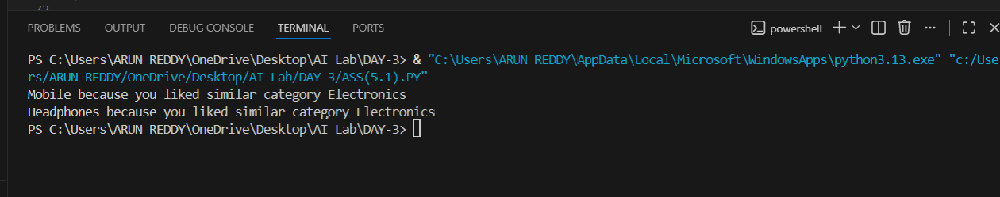 PROBLEMS OUTPUT DEBUG CONSOLE TERMINAL PORTS powershell
PS C:\Users\ARUN REDDY\OneDrive\Desktop\AI Lab\DAY-3> & "C:\Users\ARUN REDDY\AppData\Local\Microsoft\WindowsApps\python3.13.exe" "c:/Use
rs/ARUN REDDY/OneDrive/Desktop/AI Lab/DAY-3/ASS(5.1).PY"
Mobile because you liked similar category Electronics
Headphones because you liked similar category Electronics
PS C:\Users\ARUN REDDY\OneDrive\Desktop\AI Lab\DAY-3>